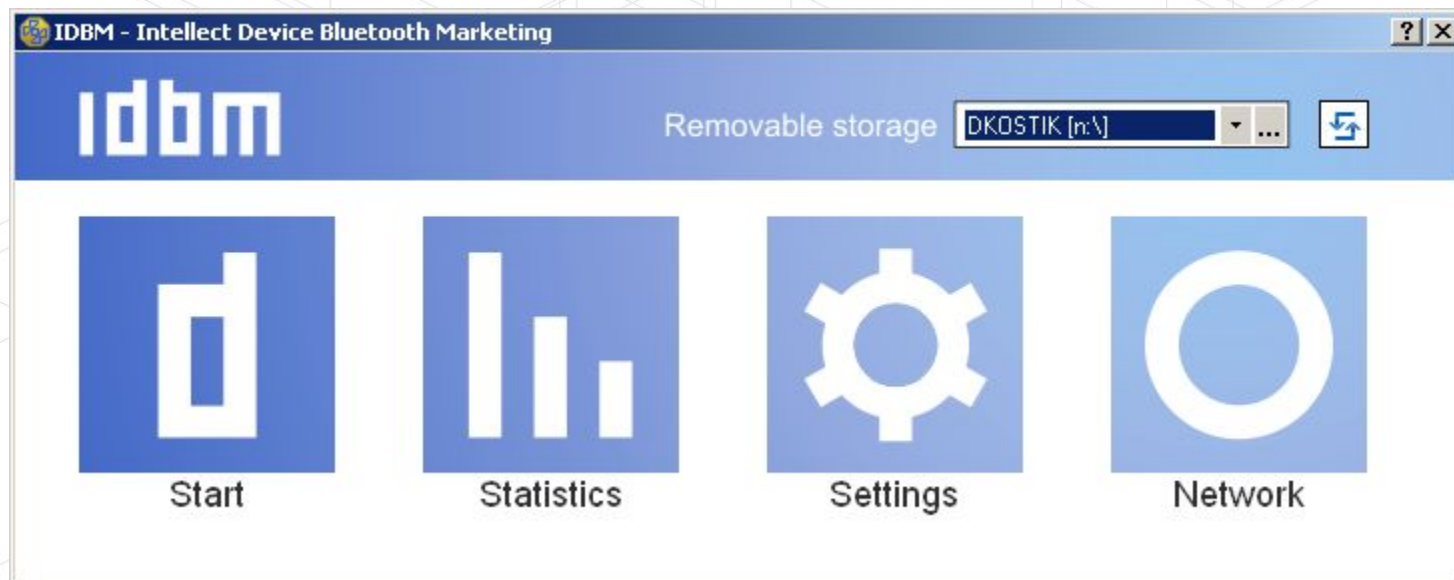 IDBM - Intellect Device Bluetooth Marketing
idbm
Removable storage DKOSTIK [n:\] ...
Start Statistics Settings Network